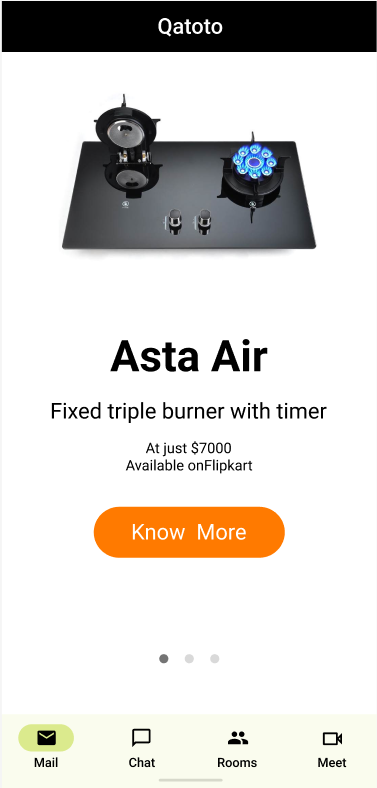 Qatoto
Asta Air
Fixed triple burner with timer
At just $7000
Available onFlipkart
Know More
Mail
Chat
Rooms
Meet